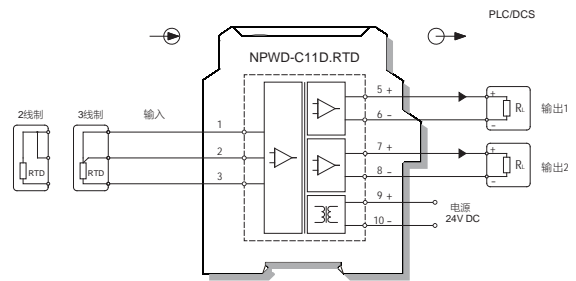 PLC/DCS
NPWD-C11D.RTD
2线制
3线制
输入
RTD
RTD
1
2
3
5 +
6 −
7 +
8 −
9 +
10 −
+
RL
−
输出1
+
RL
−
输出2
电源
24V DC